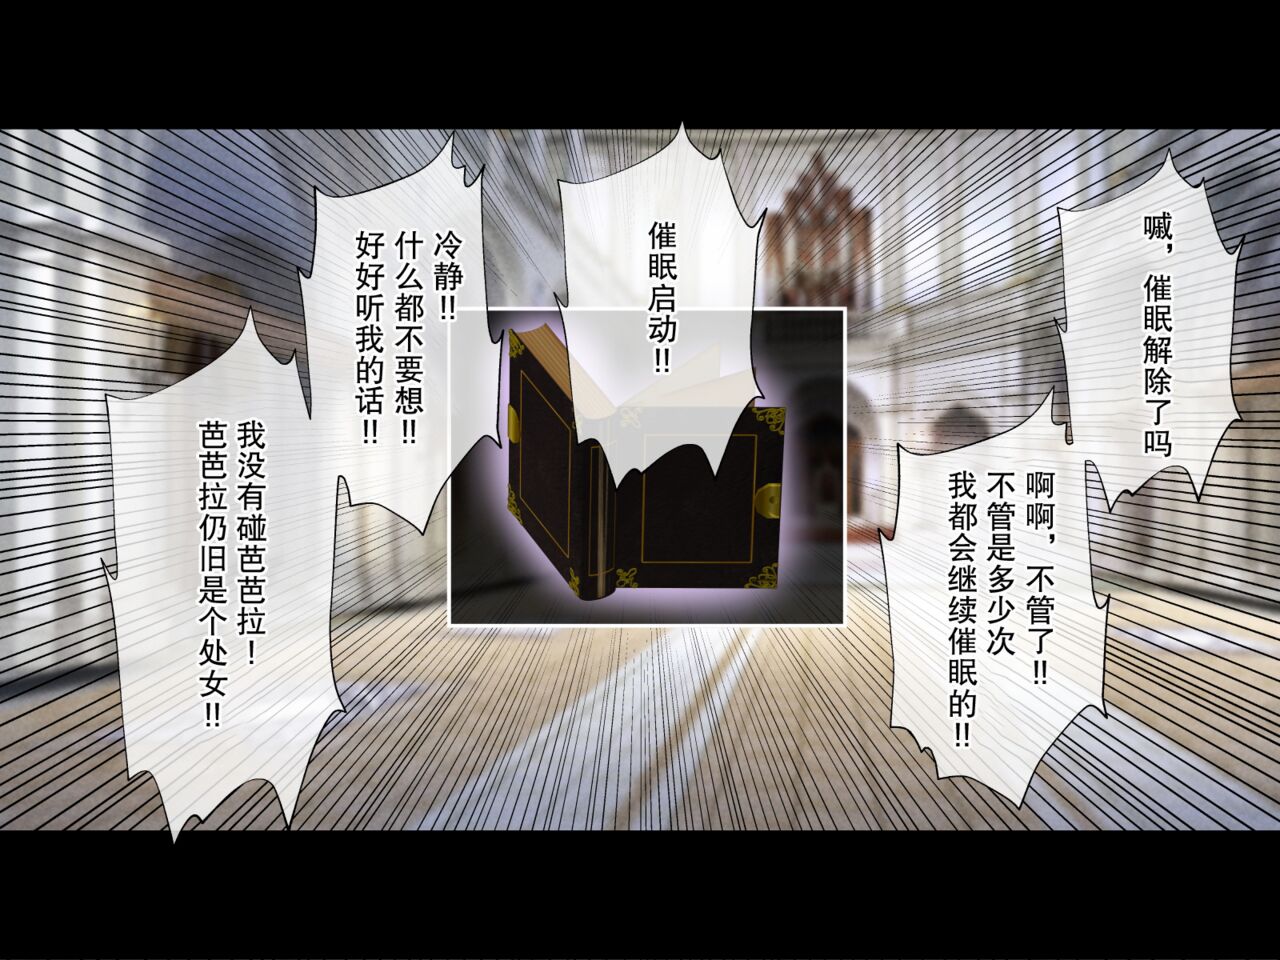 嘁，催眠解除了吗
啊啊，不管了!!
不管是多少次
我都会继续催眠的!!
催眠启动!!
冷静!!
什么都不要想!!
好好听我的话!!
我没有碰芭芭拉！
芭芭拉仍旧是个处女!!